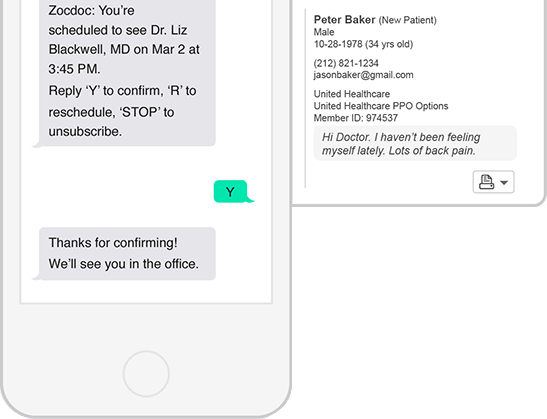 Zocdoc: You're
scheduled to see Dr. Liz
Blackwell, MD on Mar 2 at
3:45 PM.
Reply ‘Y’ to confirm, ‘R’ to
reschedule, ‘STOP’ to
unsubscribe.
Y
Thanks for confirming!
We’ll see you in the office.
Peter Baker (New Patient)
Male
10-28-1978 (34 yrs old)
(212) 821-1234
jasonbaker@gmail.com
United Healthcare
United Healthcare PPO Options
Member ID: 974537
Hi Doctor. I haven’t been feeling
myself lately. Lots of back pain.